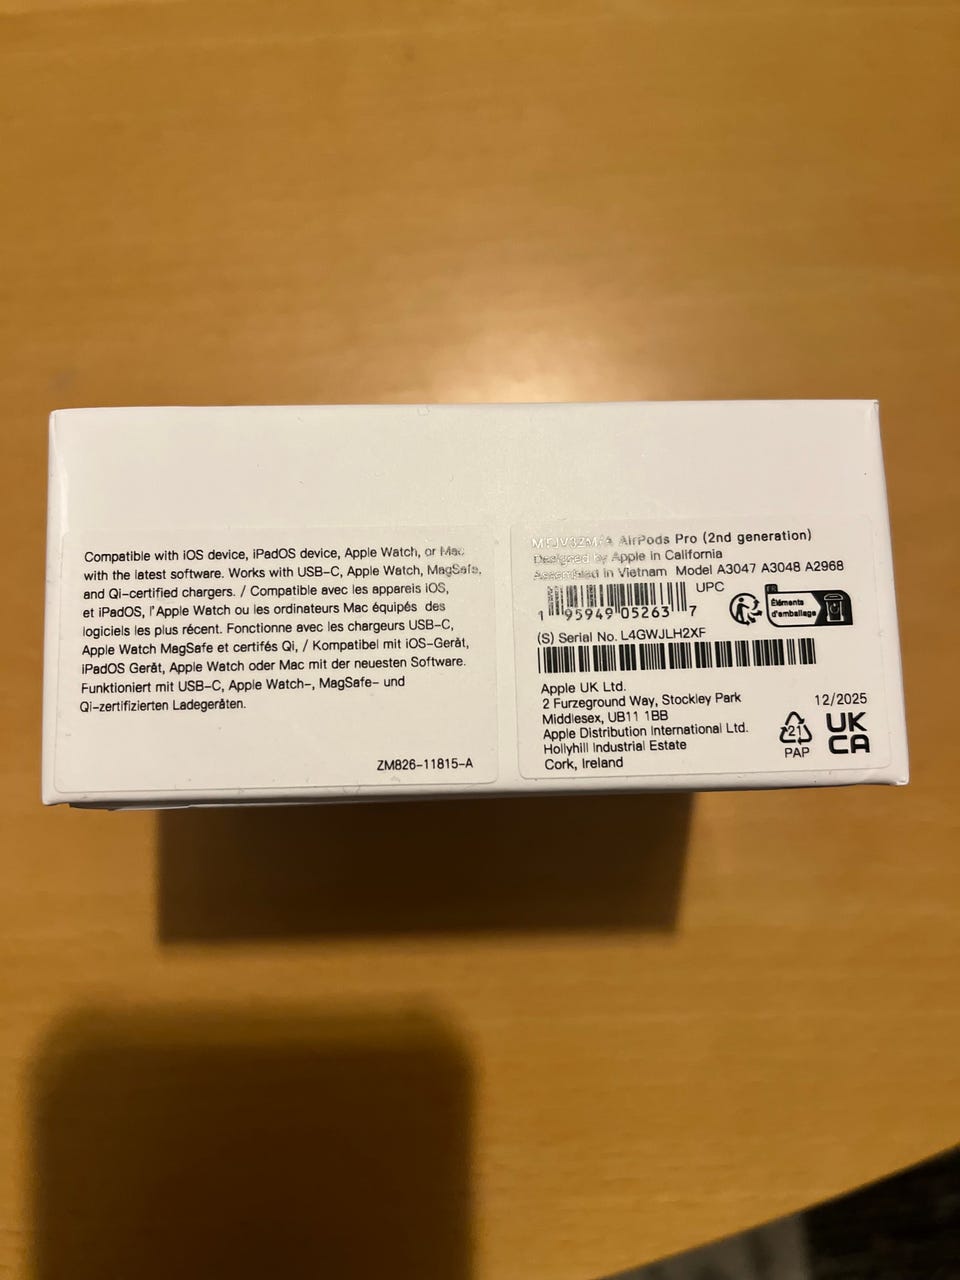 Compatible with iOS device, iPadOS device, Apple Watch, or Mac
with the latest software. Works with USB-C, Apple Watch, MagSafe,
and Qi-certified chargers. / Compatible avec les appareils iOS,
et iPadOS, l'Apple Watch ou les ordinateurs Mac équipés des
logiciels les plus récent. Fonctionne avec les chargeurs USB-C,
Apple Watch MagSafe et certifés Qi, / Kompatibel mit iOS-Gerät,
iPadOS Gerät, Apple Watch oder Mac mit der neuesten Software.
Funktioniert mit USB-C, Apple Watch-, MagSafe- und
Qi-zertifizierten Ladegeräten.
ZM826-11815-A
AirPods Pro (2nd generation)
Designed by Apple in California
Assembled in Vietnam Model A3047 A3048 A2968
UPC
1 95949 05263 7
FR
Éléments
d'emballage
(S) Serial No. L4GWJLH2XF
Apple UK Ltd.
2 Furzeground Way, Stockley Park
Middlesex, UB11 1BB
Apple Distribution International Ltd.
Hollyhill Industrial Estate
Cork, Ireland
12/2025
21
PAP
UK
CA